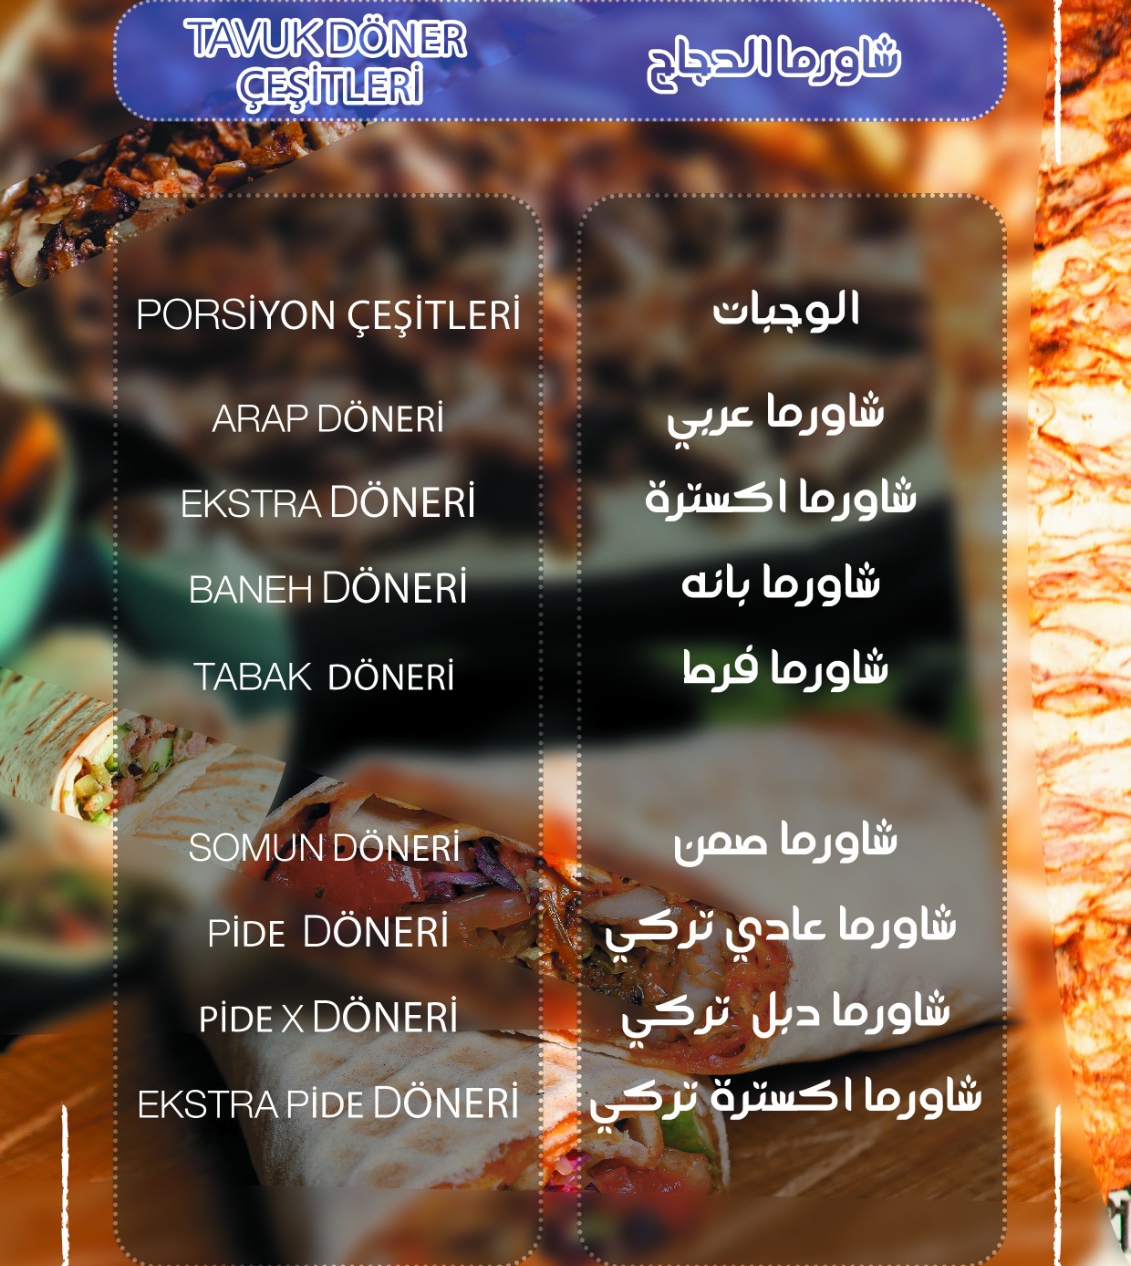 TAVUK DÖNER
ÇEŞİTLERİ
شاورما الدجاج
PORSİYON ÇEŞİTLERİ
الوجبات
ARAP DÖNERİ
شاورما عربي
EKSTRA DÖNERİ
شاورما اكسترة
BANEH DÖNERİ
شاورما بانه
TABAK DÖNERİ
شاورما فرط
SOMUN DÖNERİ
شاورما صمن
PİDE DÖNERİ
شاورما عادي تركي
PİDE X DÖNERİ
شاورما دبل تركي
EKSTRA PİDE DÖNERİ
شاورما اكسترة تركي